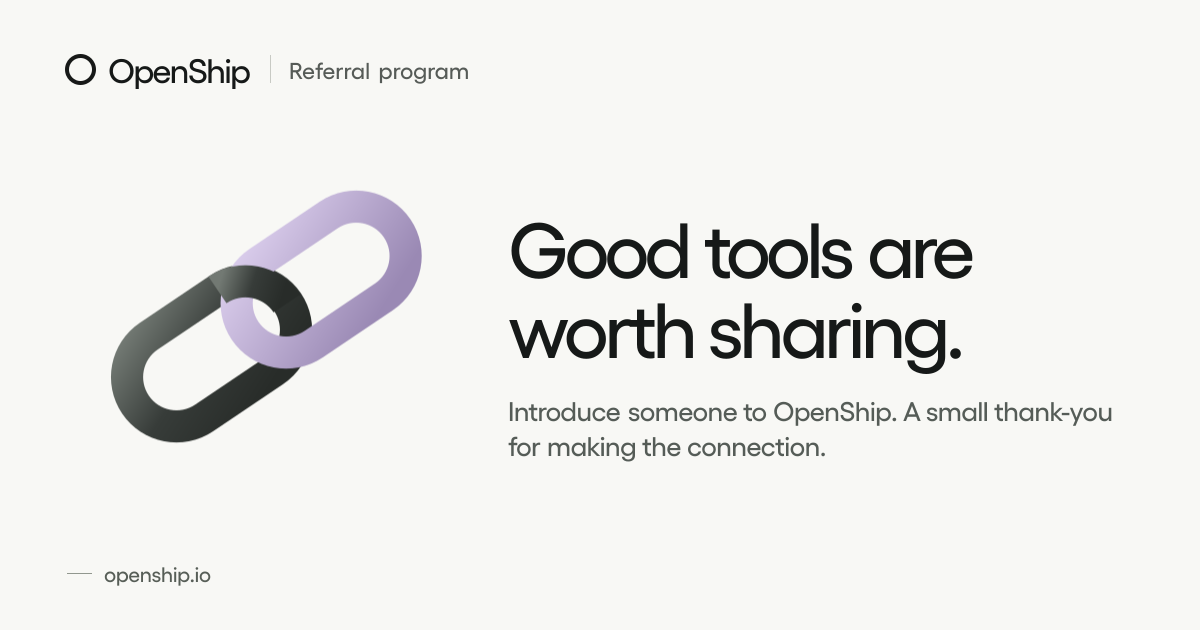 OpenShip | Referral program
Good tools are
worth sharing.
Introduce someone to OpenShip. A small thank-you
for making the connection.
— openship.io